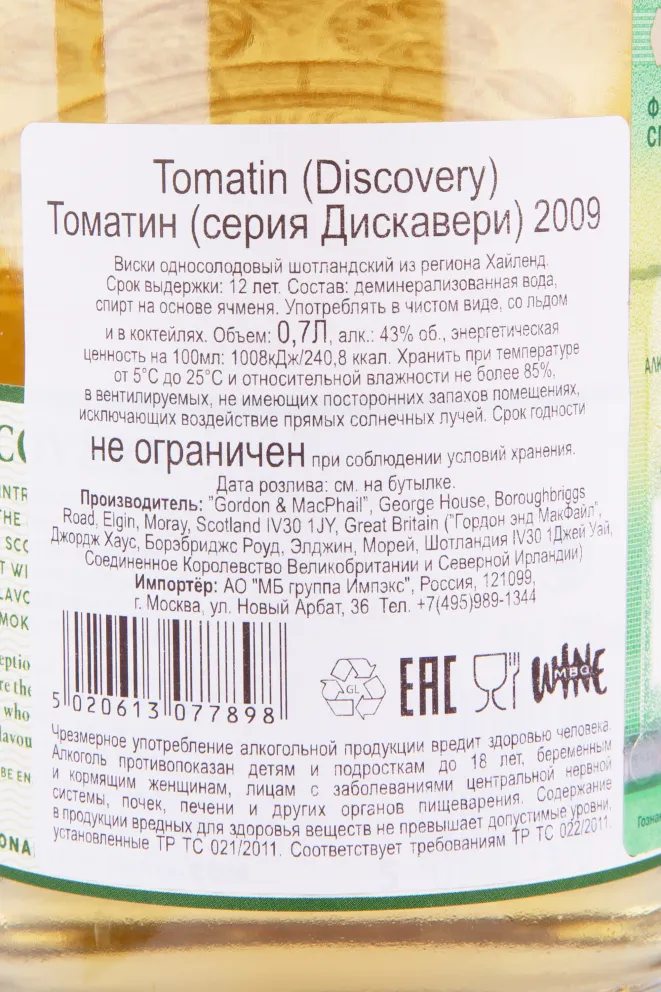 Tomatin (Discovery)
Томатин (серия Дискавери) 2009
Виски односолодовый шотландский из региона Хайленд.
Срок выдержки: 12 лет. Состав: деминерализованная вода,
спирт на основе ячменя. Употреблять в чистом виде, со льдом
и в коктейлях. Объем: 0,7Л, алк.: 43% об., энергетическая
ценность на 100мл: 1008кДж/240,8 ккал. Хранить при температуре
от 5°С до 25°С и относительной влажности не более 85%,
в вентилируемых, не имеющих посторонних запахов помещениях,
исключающих воздействие прямых солнечных лучей. Срок годности
не ограничен при соблюдении условий хранения.
Дата розлива: см. на бутылке.
Производитель: "Gordon & MacPhail", George House, Boroughbriggs
Road, Elgin, Moray, Scotland IV30 1JY, Great Britain ("Гордон энд МакФайл",
Джордж Хаус, Борэбриджс Роуд, Элджин, Морей, Шотландия IV30 1Джей Уай,
Соединенное Королевство Великобритании и Северной Ирландии)
Импортёр: АО "МБ группа Импэкс", Россия, 121099,
г. Москва, ул. Новый Арбат, 36 Тел. +7(495)989-1344
GL
EAC
WINE
MBG
5 020613 077898
Чрезмерное употребление алкогольной продукции вредит здоровью человека.
Алкоголь противопоказан детям и подросткам до 18 лет, беременным
и кормящим женщинам, лицам с заболеваниями центральной нервной
системы, почек, печени и других органов пищеварения. Содержание
в продукции вредных для здоровья веществ не превышает допустимые уровни,
установленные ТР ТС 021/2011. Соответствует требованиям ТР ТС 022/2011.